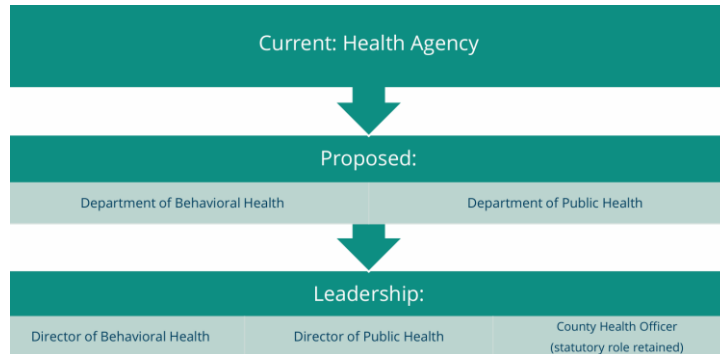 Current: Health Agency
Proposed:
Department of Behavioral Health
Department of Public Health
Leadership:
Director of Behavioral Health
Director of Public Health
County Health Officer
(statutory role retained)